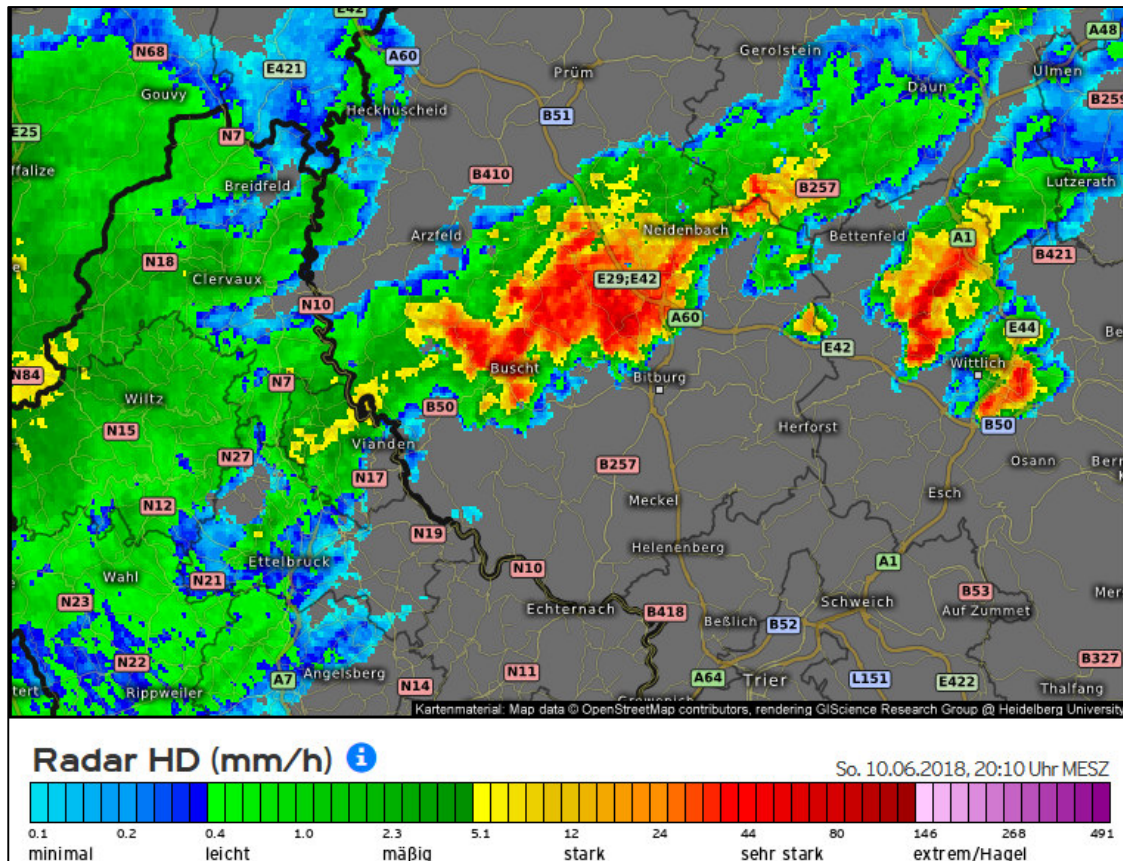 E42
N68
A48
Gerolstein
E421
A60
Ulmen
Prüm
Daun
Gouvy
B259
Heckhuscheid
B51
E25
N7
ffalize
B410
B257
Breidfeld
Lutzerath
Neidenbach
Arzfeld
Bettenfeld
A1
B421
N18
Clervaux
E29;E42
N10
A60
E44
E42
Wittlich
N84
Buscht
N7
Bitburg
Wiltz
B50
B50
N15
Vianden
Herforst
N27
B257
Osann
N17
Esch
N12
Meckel
N19
Helenenberg
Ettelbruck
A1
N10
Wahl
N21
B53
N23
Echternach
B418
Schweich
Auf Zummet
Beßlich
B52
N22
B327
Angelsberg
N11
A7
N14
A64
Trier
L151
E422
Rippweiler
Thalfang
Kartenmaterial: Map data © OpenStreetMap contributors, rendering GIScience Research Group @ Heidelberg University
Radar HD (mm/h) i
So. 10.06.2018, 20:10 Uhr MESZ
0.1 0.2 0.4 1.0 2.3 5.1 12 24 44 80 146 268 491
minimal leicht mäßig stark sehr stark extrem/Hagel